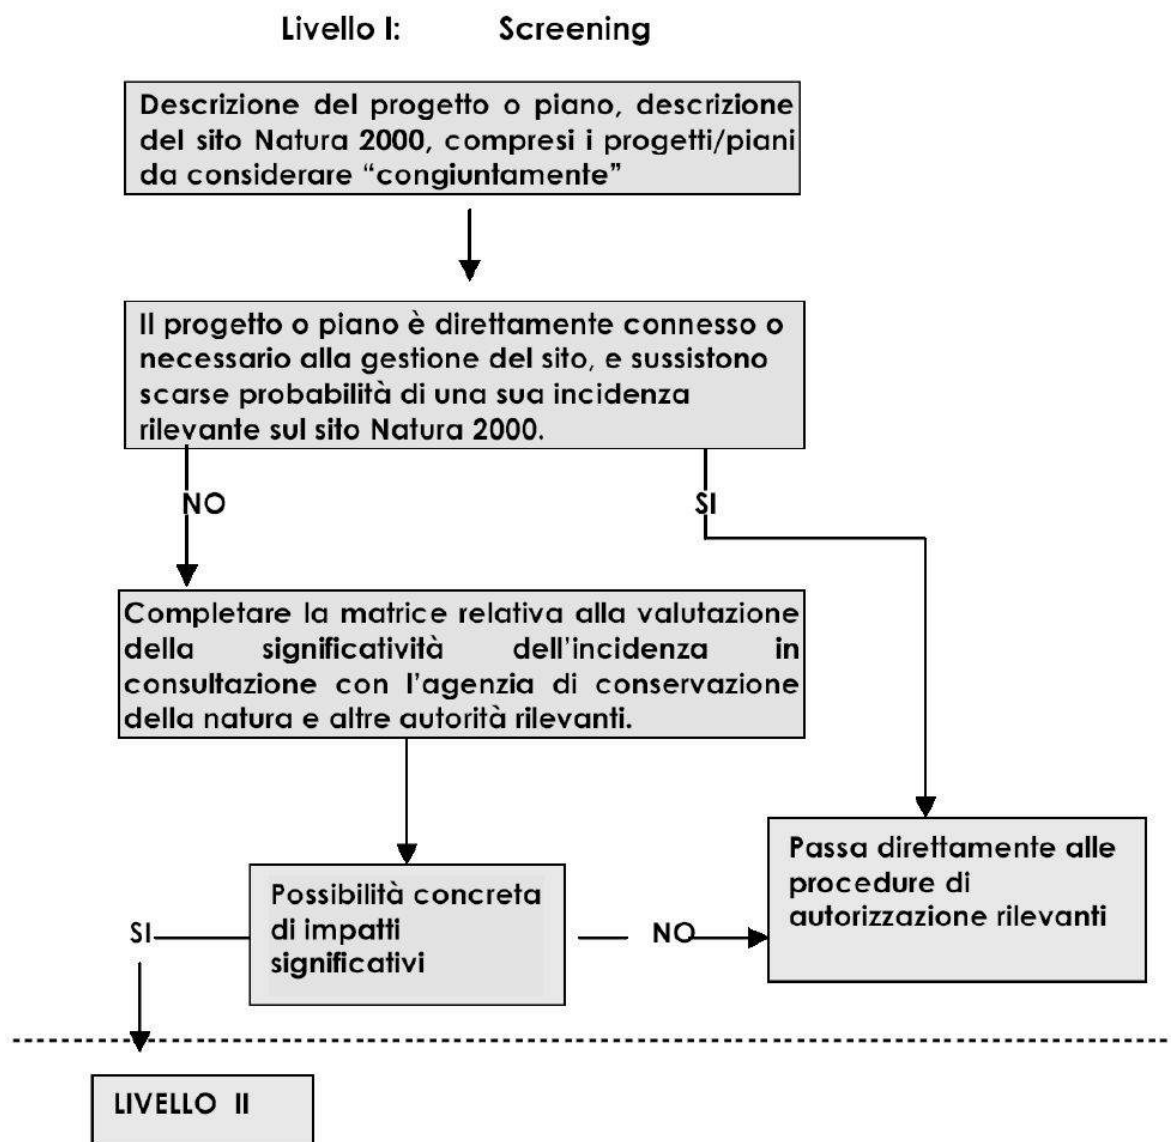 Livello I: Screening
Descrizione del progetto o piano, descrizione
del sito Natura 2000, compresi i progetti/piani
da considerare “congiuntamente”
Il progetto o piano è direttamente connesso o
necessario alla gestione del sito, e sussistono
scarse probabilità di una sua incidenza
rilevante sul sito Natura 2000.
NO
SI
Completare la matrice relativa alla valutazione
della significatività dell'incidenza in
consultazione con l'agenzia di conservazione
della natura e altre autorità rilevanti.
Passa direttamente alle
procedure di
autorizzazione rilevanti
Possibilità concreta
di impatti
significativi
SI
NO
LIVELLO II